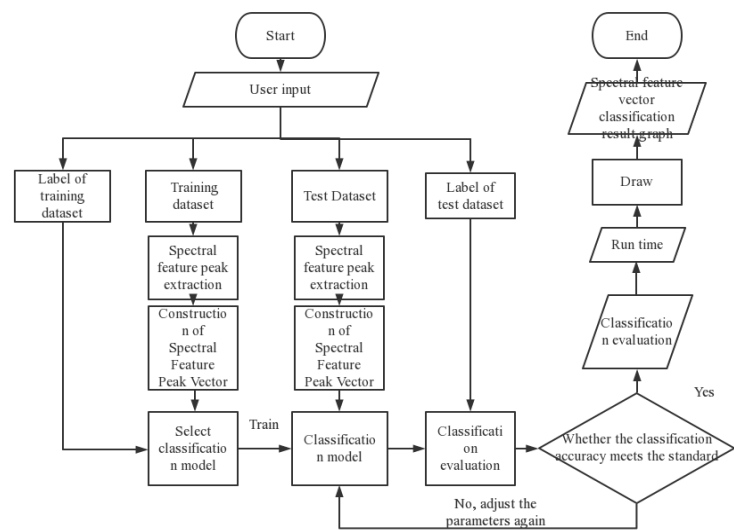 Start
End
User input
Spectral feature
vector
classification
result graph
Label of
training
dataset
Training
dataset
Test Dataset
Label of
test dataset
Draw
Run time
Spectral
feature peak
extraction
Spectral
feature peak
extraction
Constructio
n of
Spectral
Feature
Peak Vector
Constructio
n of
Spectral
Feature
Peak Vector
Classificatio
n evaluation
Yes
Select
classificatio
n model
Train
Classificatio
n model
Classificati
on
evaluation
Whether the classification
accuracy meets the standard
No, adjust the
parameters again